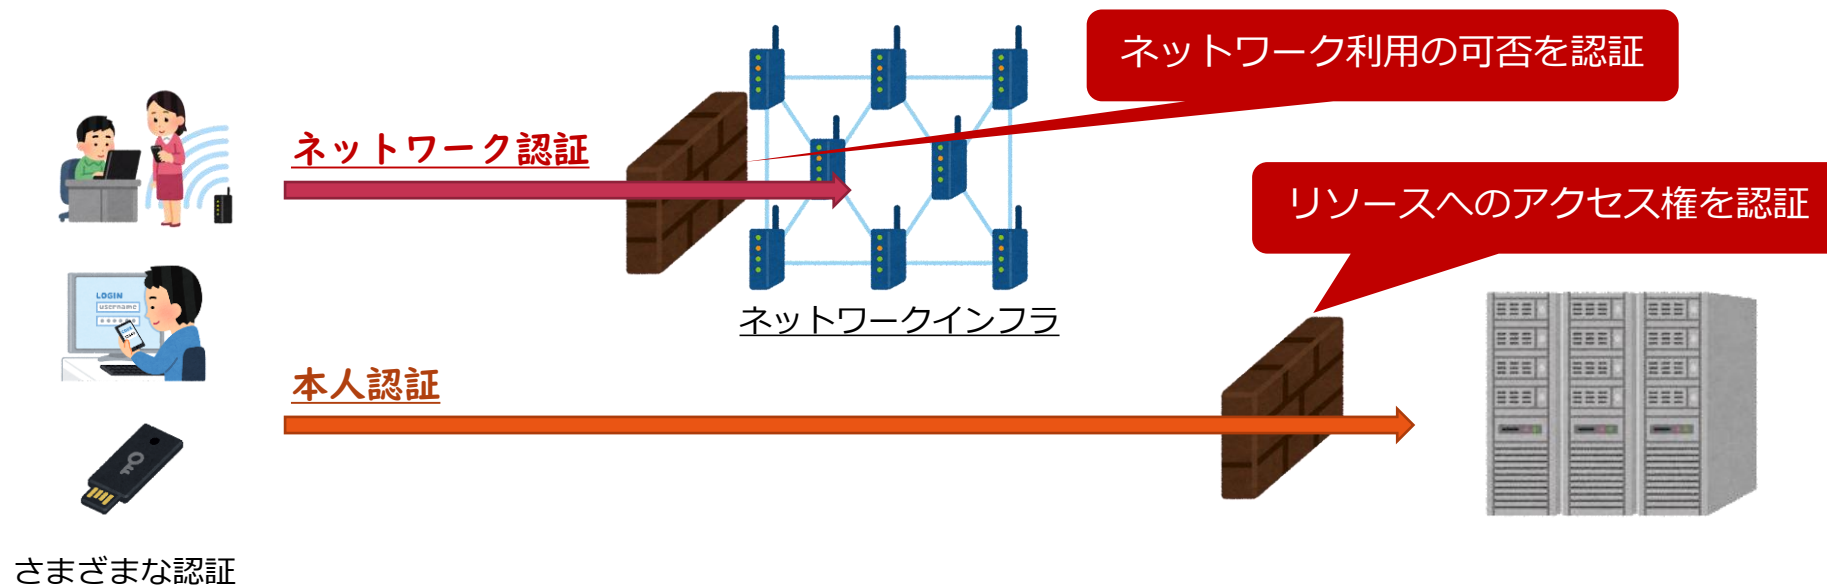 ネットワーク利用の可否を認証
ネットワーク認証
リソースへのアクセス権を認証
LOGIN
username
ネットワークインフラ
本人認証
さまざまな認証